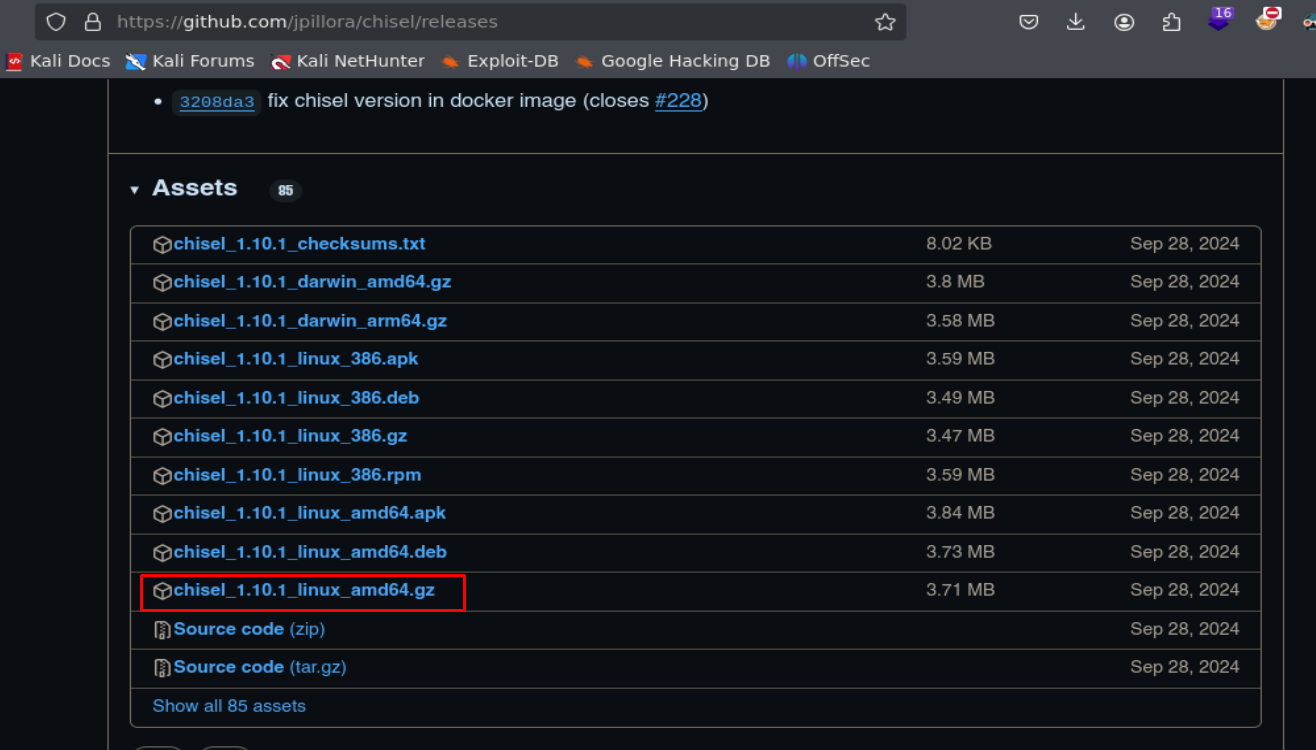 https://github.com/jpillora/chisel/releases
16
Kali Docs Kali Forums Kali NetHunter Exploit-DB Google Hacking DB OffSec
• 3208da3 fix chisel version in docker image (closes #228)
▾ Assets 85
chisel_1.10.1_checksums.txt 8.02 KB Sep 28, 2024
chisel_1.10.1_darwin_amd64.gz 3.8 MB Sep 28, 2024
chisel_1.10.1_darwin_arm64.gz 3.58 MB Sep 28, 2024
chisel_1.10.1_linux_386.apk 3.59 MB Sep 28, 2024
chisel_1.10.1_linux_386.deb 3.49 MB Sep 28, 2024
chisel_1.10.1_linux_386.gz 3.47 MB Sep 28, 2024
chisel_1.10.1_linux_386.rpm 3.59 MB Sep 28, 2024
chisel_1.10.1_linux_amd64.apk 3.84 MB Sep 28, 2024
chisel_1.10.1_linux_amd64.deb 3.73 MB Sep 28, 2024
chisel_1.10.1_linux_amd64.gz 3.71 MB Sep 28, 2024
Source code (zip) Sep 28, 2024
Source code (tar.gz) Sep 28, 2024
Show all 85 assets